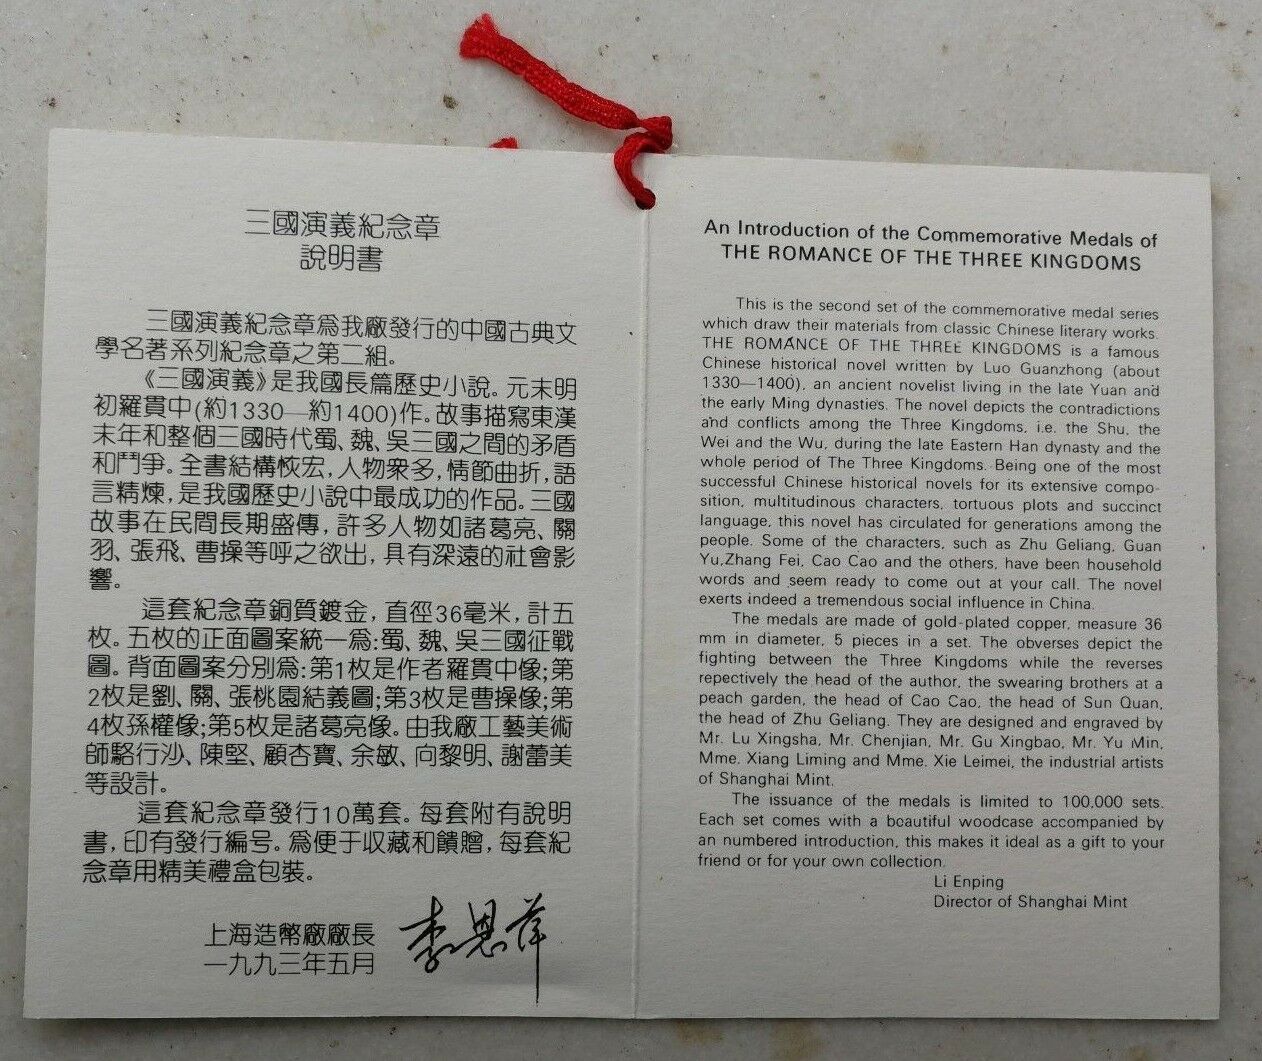 三國演義紀念章
說明書
三國演義紀念章爲我廠發行的中國古典文
學名著系列紀念章之第二組。
《三國演義》是我國長篇歷史小說。元末明
初羅貫中(約1330—約1400)作。故事描寫東漢
末年和整個三國時代蜀、魏、吳三國之間的矛盾
和鬥爭。全書結構恢宏,人物衆多,情節曲折,語
言精煉,是我國歷史小說中最成功的作品。三國
故事在民間長期盛傳,許多人物如諸葛亮、關
羽、張飛、曹操等呼之欲出,具有深遠的社會影
響。
這套紀念章銅質鍍金,直徑36毫米,計五
枚。五枚的正面圖案統一爲:蜀、魏、吳三國征戰
圖。背面圖案分別爲:第1枚是作者羅貫中像;第
2枚是劉、關、張桃園結義圖;第3枚是曹操像;第
4枚孫權像;第5枚是諸葛亮像。由我廠工藝美術
師駱行沙、陳堅、顧杏寶、余敏、向黎明、謝蕾美
等設計。
這套紀念章發行10萬套。每套附有說明
書,印有發行編号。爲便于收藏和饋贈,每套紀
念章用精美禮盒包裝。
上海造幣廠廠長
一九九三年五月
An Introduction of the Commemorative Medals of
THE ROMANCE OF THE THREE KINGDOMS
This is the second set of the commemorative medal series
which draw their materials from classic Chinese literary works.
THE ROMANCE OF THE THREE KINGDOMS is a famous
Chinese historical novel written by Luo Guanzhong (about
1330—1400), an ancient novelist living in the late Yuan and
the early Ming dynasties. The novel depicts the contradictions
and conflicts among the Three Kingdoms, i.e. the Shu, the
Wei and the Wu, during the late Eastern Han dynasty and the
whole period of The Three Kingdoms. Being one of the most
successful Chinese historical novels for its extensive compo-
sition, multitudinous characters, tortuous plots and succinct
language, this novel has circulated for generations among the
people. Some of the characters, such as Zhu Geliang, Guan
Yu,Zhang Fei, Cao Cao and the others, have been household
words and seem ready to come out at your call. The novel
exerts indeed a tremendous social influence in China.
The medals are made of gold-plated copper, measure 36
mm in diameter, 5 pieces in a set. The obverses depict the
fighting between the Three Kingdoms while the reverses
repectively the head of the author, the swearing brothers at a
peach garden, the head of Cao Cao, the head of Sun Quan,
the head of Zhu Geliang. They are designed and engraved by
Mr. Lu Xingsha, Mr. Chenjian, Mr. Gu Xingbao, Mr. Yu Min,
Mme. Xiang Liming and Mme. Xie Leimei, the industrial artists
of Shanghai Mint.
The issuance of the medals is limited to 100,000 sets.
Each set comes with a beautiful woodcase accompanied by
an numbered introduction, this makes it ideal as a gift to your
friend or for your own collection.
Li Enping
Director of Shanghai Mint